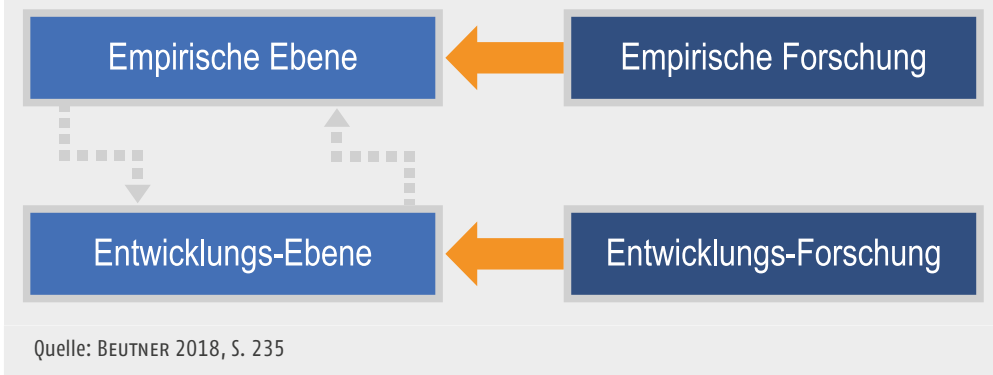 Empirische Ebene
Empirische Forschung
Entwicklungs-Ebene
Entwicklungs-Forschung
Quelle: BEUTNER 2018, S. 235